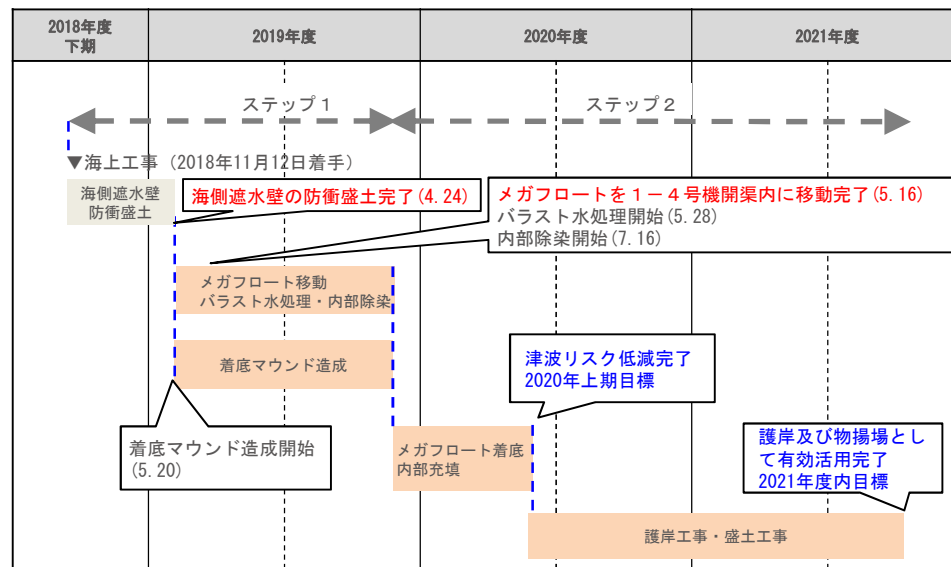 2018年度
下期
2019年度
2020年度
2021年度
ステップ１
ステップ２
▼海上工事（2018年11月12日着手）
海側遮水壁
防衝盛土
海側遮水壁の防衝盛土完了(4.24)
メガフロートを１－４号機開渠内に移動完了(5.16)
バラスト水処理開始(5.28)
内部除染開始(7.16)
メガフロート移動
バラスト水処理・内部除染
着底マウンド造成
津波リスク低減完了
2020年上期目標
着底マウンド造成開始
(5.20)
メガフロート着底
内部充填
護岸及び物揚場とし
て有効活用完了
2021年度内目標
護岸工事・盛土工事